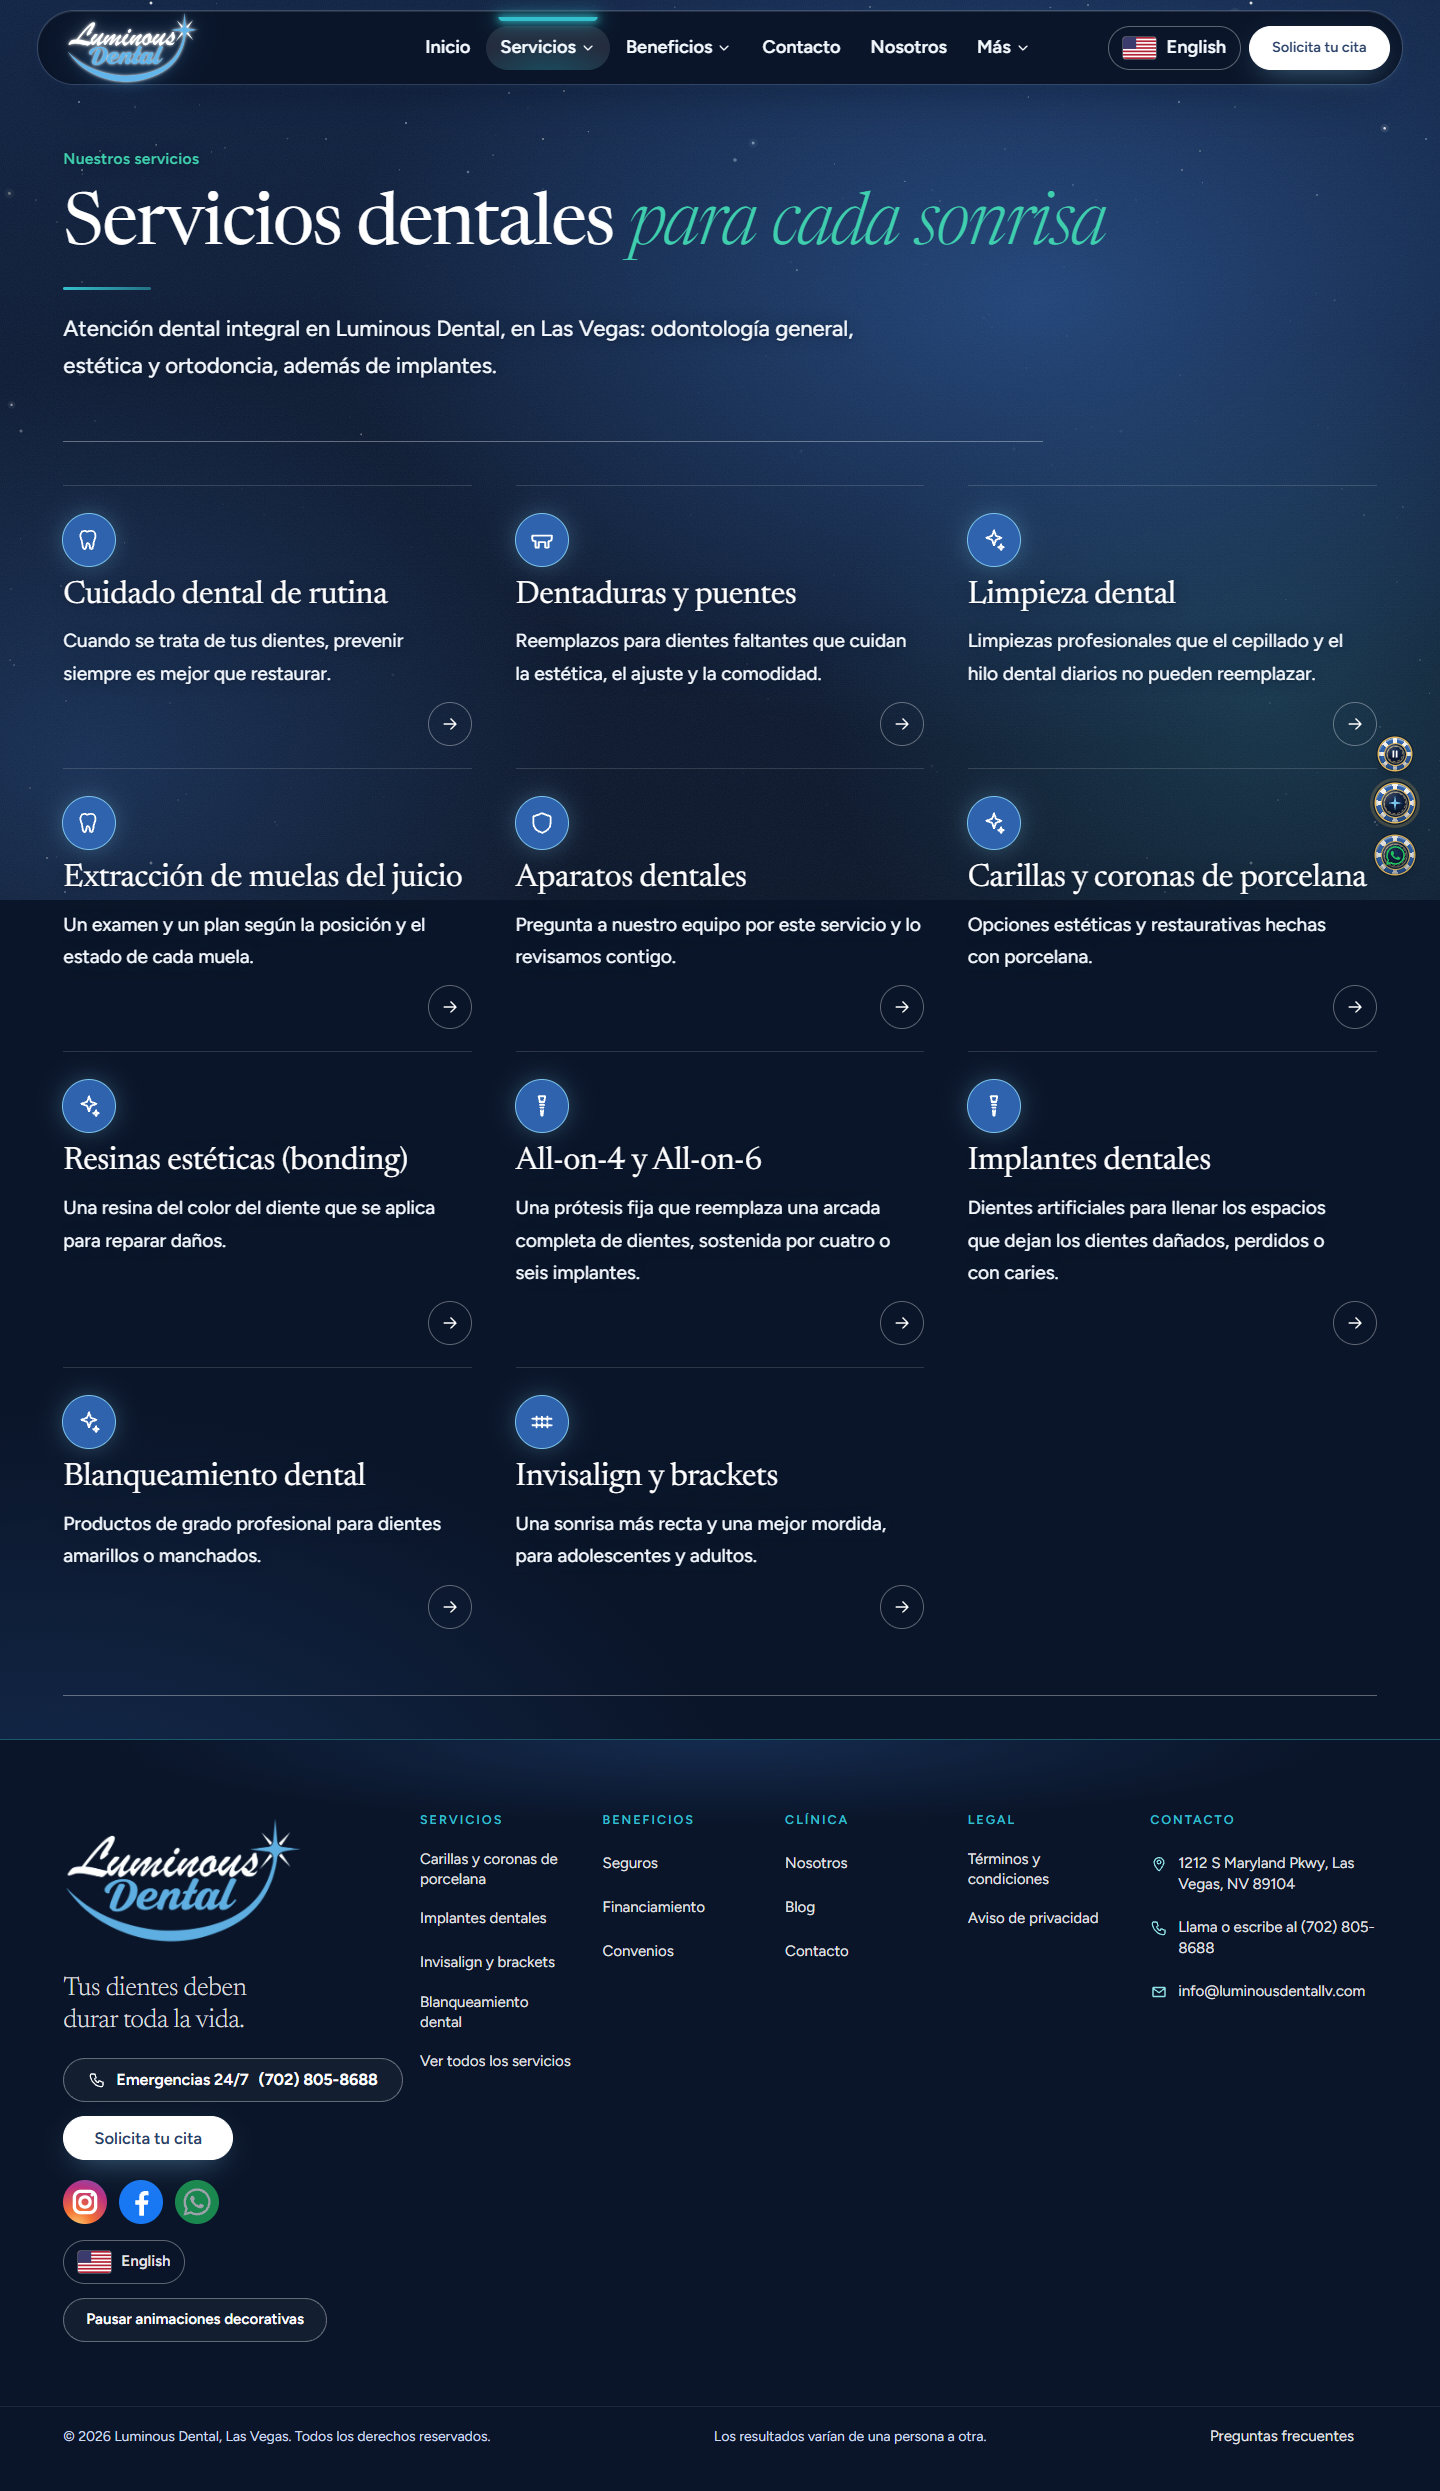 Luminous Dental
Inicio
Servicios
Beneficios
Contacto
Nosotros
Más
English
Solicita tu cita
Nuestros servicios
Servicios dentales para cada sonrisa
Atención dental integral en Luminous Dental, en Las Vegas: odontología general,
estética y ortodoncia, además de implantes.
Cuidado dental de rutina
Cuando se trata de tus dientes, prevenir
siempre es mejor que restaurar.
Dentaduras y puentes
Reemplazos para dientes faltantes que cuidan
la estética, el ajuste y la comodidad.
Limpieza dental
Limpiezas profesionales que el cepillado y el
hilo dental diarios no pueden reemplazar.
Extracción de muelas del juicio
Un examen y un plan según la posición y el
estado de cada muela.
Aparatos dentales
Pregunta a nuestro equipo por este servicio y lo
revisamos contigo.
Carillas y coronas de porcelana
Opciones estéticas y restaurativas hechas
con porcelana.
Resinas estéticas (bonding)
Una resina del color del diente que se aplica
para reparar daños.
All-on-4 y All-on-6
Una prótesis fija que reemplaza una arcada
completa de dientes, sostenida por cuatro o
seis implantes.
Implantes dentales
Dientes artificiales para llenar los espacios
que dejan los dientes dañados, perdidos o
con caries.
Blanqueamiento dental
Productos de grado profesional para dientes
amarillos o manchados.
Invisalign y brackets
Una sonrisa más recta y una mejor mordida,
para adolescentes y adultos.
Luminous
Dental
Tus dientes deben
durar toda la vida.
Emergencias 24/7 (702) 805-8688
Solicita tu cita
English
Pausar animaciones decorativas
SERVICIOS
Carillas y coronas de
porcelana
Implantes dentales
Invisalign y brackets
Blanqueamiento
dental
Ver todos los servicios
BENEFICIOS
Seguros
Financiamiento
Convenios
CLÍNICA
Nosotros
Blog
Contacto
LEGAL
Términos y
condiciones
Aviso de privacidad
CONTACTO
1212 S Maryland Pkwy, Las
Vegas, NV 89104
Llama o escribe al (702) 805-
8688
info@luminousdentallv.com
© 2026 Luminous Dental, Las Vegas. Todos los derechos reservados.
Los resultados varían de una persona a otra.
Preguntas frecuentes